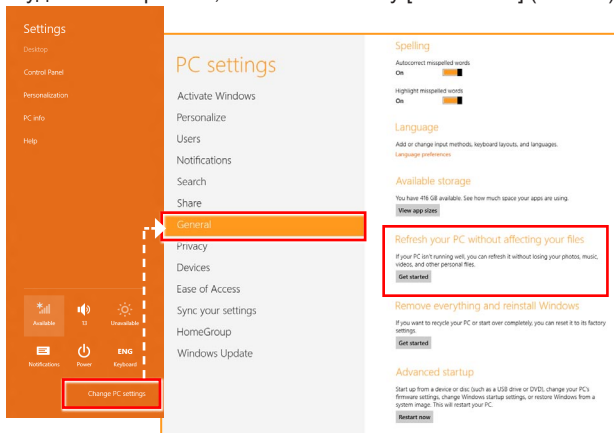 Settings
Desktop
Control Panel
Personalization
PC info
Help
Available
12
Unavailable
Notifications
Power
ENG
Keyboard
Change PC settings
PC settings
Activate Windows
Personalize
Users
Notifications
Search
Share
General
Privacy
Devices
Ease of Access
Sync your settings
HomeGroup
Windows Update
Spelling
Autocorrect misspelled words
On
Highlight misspelled words
On
Language
Add or change input methods, keyboard layouts, and languages.
Language preferences
Available storage
You have 416 GB available. See how much space your apps are using.
View app sizes
Refresh your PC without affecting your files
If your PC isn't running well, you can refresh it without losing your photos, music,
videos, and other personal files.
Get started
Remove everything and reinstall Windows
If you want to recycle your PC or start over completely, you can reset it to its factory
settings.
Get started
Advanced startup
Start up from a device or disc (such as a USB drive or DVD), change your PC's
firmware settings, change Windows startup settings, or restore Windows from a
system image. This will restart your PC.
Restart now